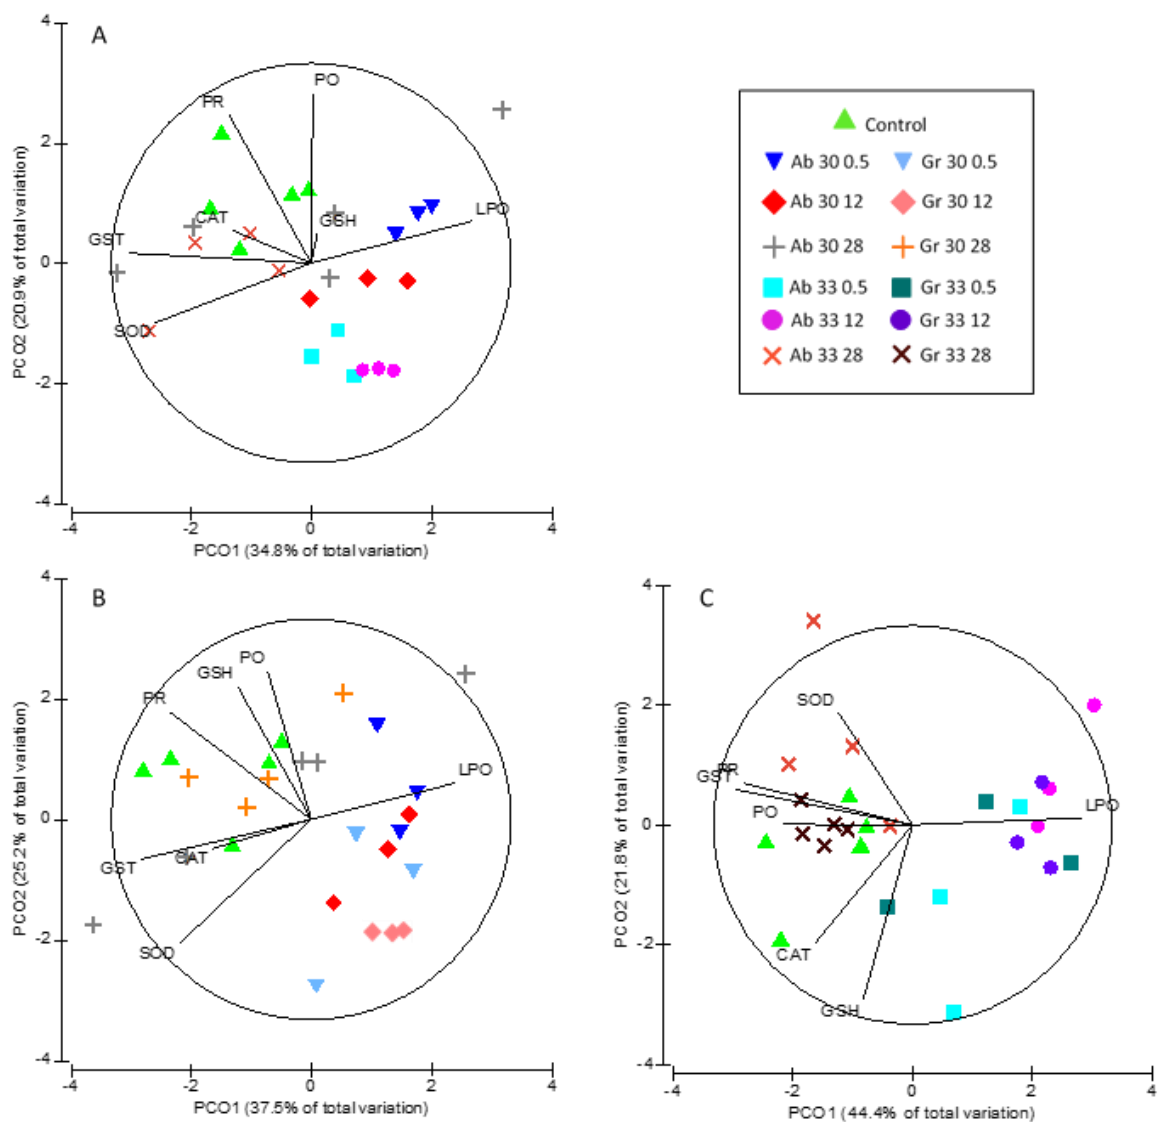 A
4
2
0
-2
-4
PCO2 (20.9% of total variation)
PO
PR
LPO
CAT
GSH
GST
SOD
-4 -2 0 2 4
PCO1 (34.8% of total variation)
Control
Ab 30 0.5 Gr 30 0.5
Ab 30 12 Gr 30 12
Ab 30 28 Gr 30 28
Ab 33 0.5 Gr 33 0.5
Ab 33 12 Gr 33 12
Ab 33 28 Gr 33 28
B
4
2
0
-2
-4
PCO2 (25.2% of total variation)
PO
GSH
PR
LPO
CAT
GST
SOD
-4 -2 0 2 4
PCO1 (37.5% of total variation)
C
4
2
0
-2
-4
PCO2 (21.8% of total variation)
SOD
PR
GST
PO
LPO
CAT
GSH
-4 -2 0 2 4
PCO1 (44.4% of total variation)